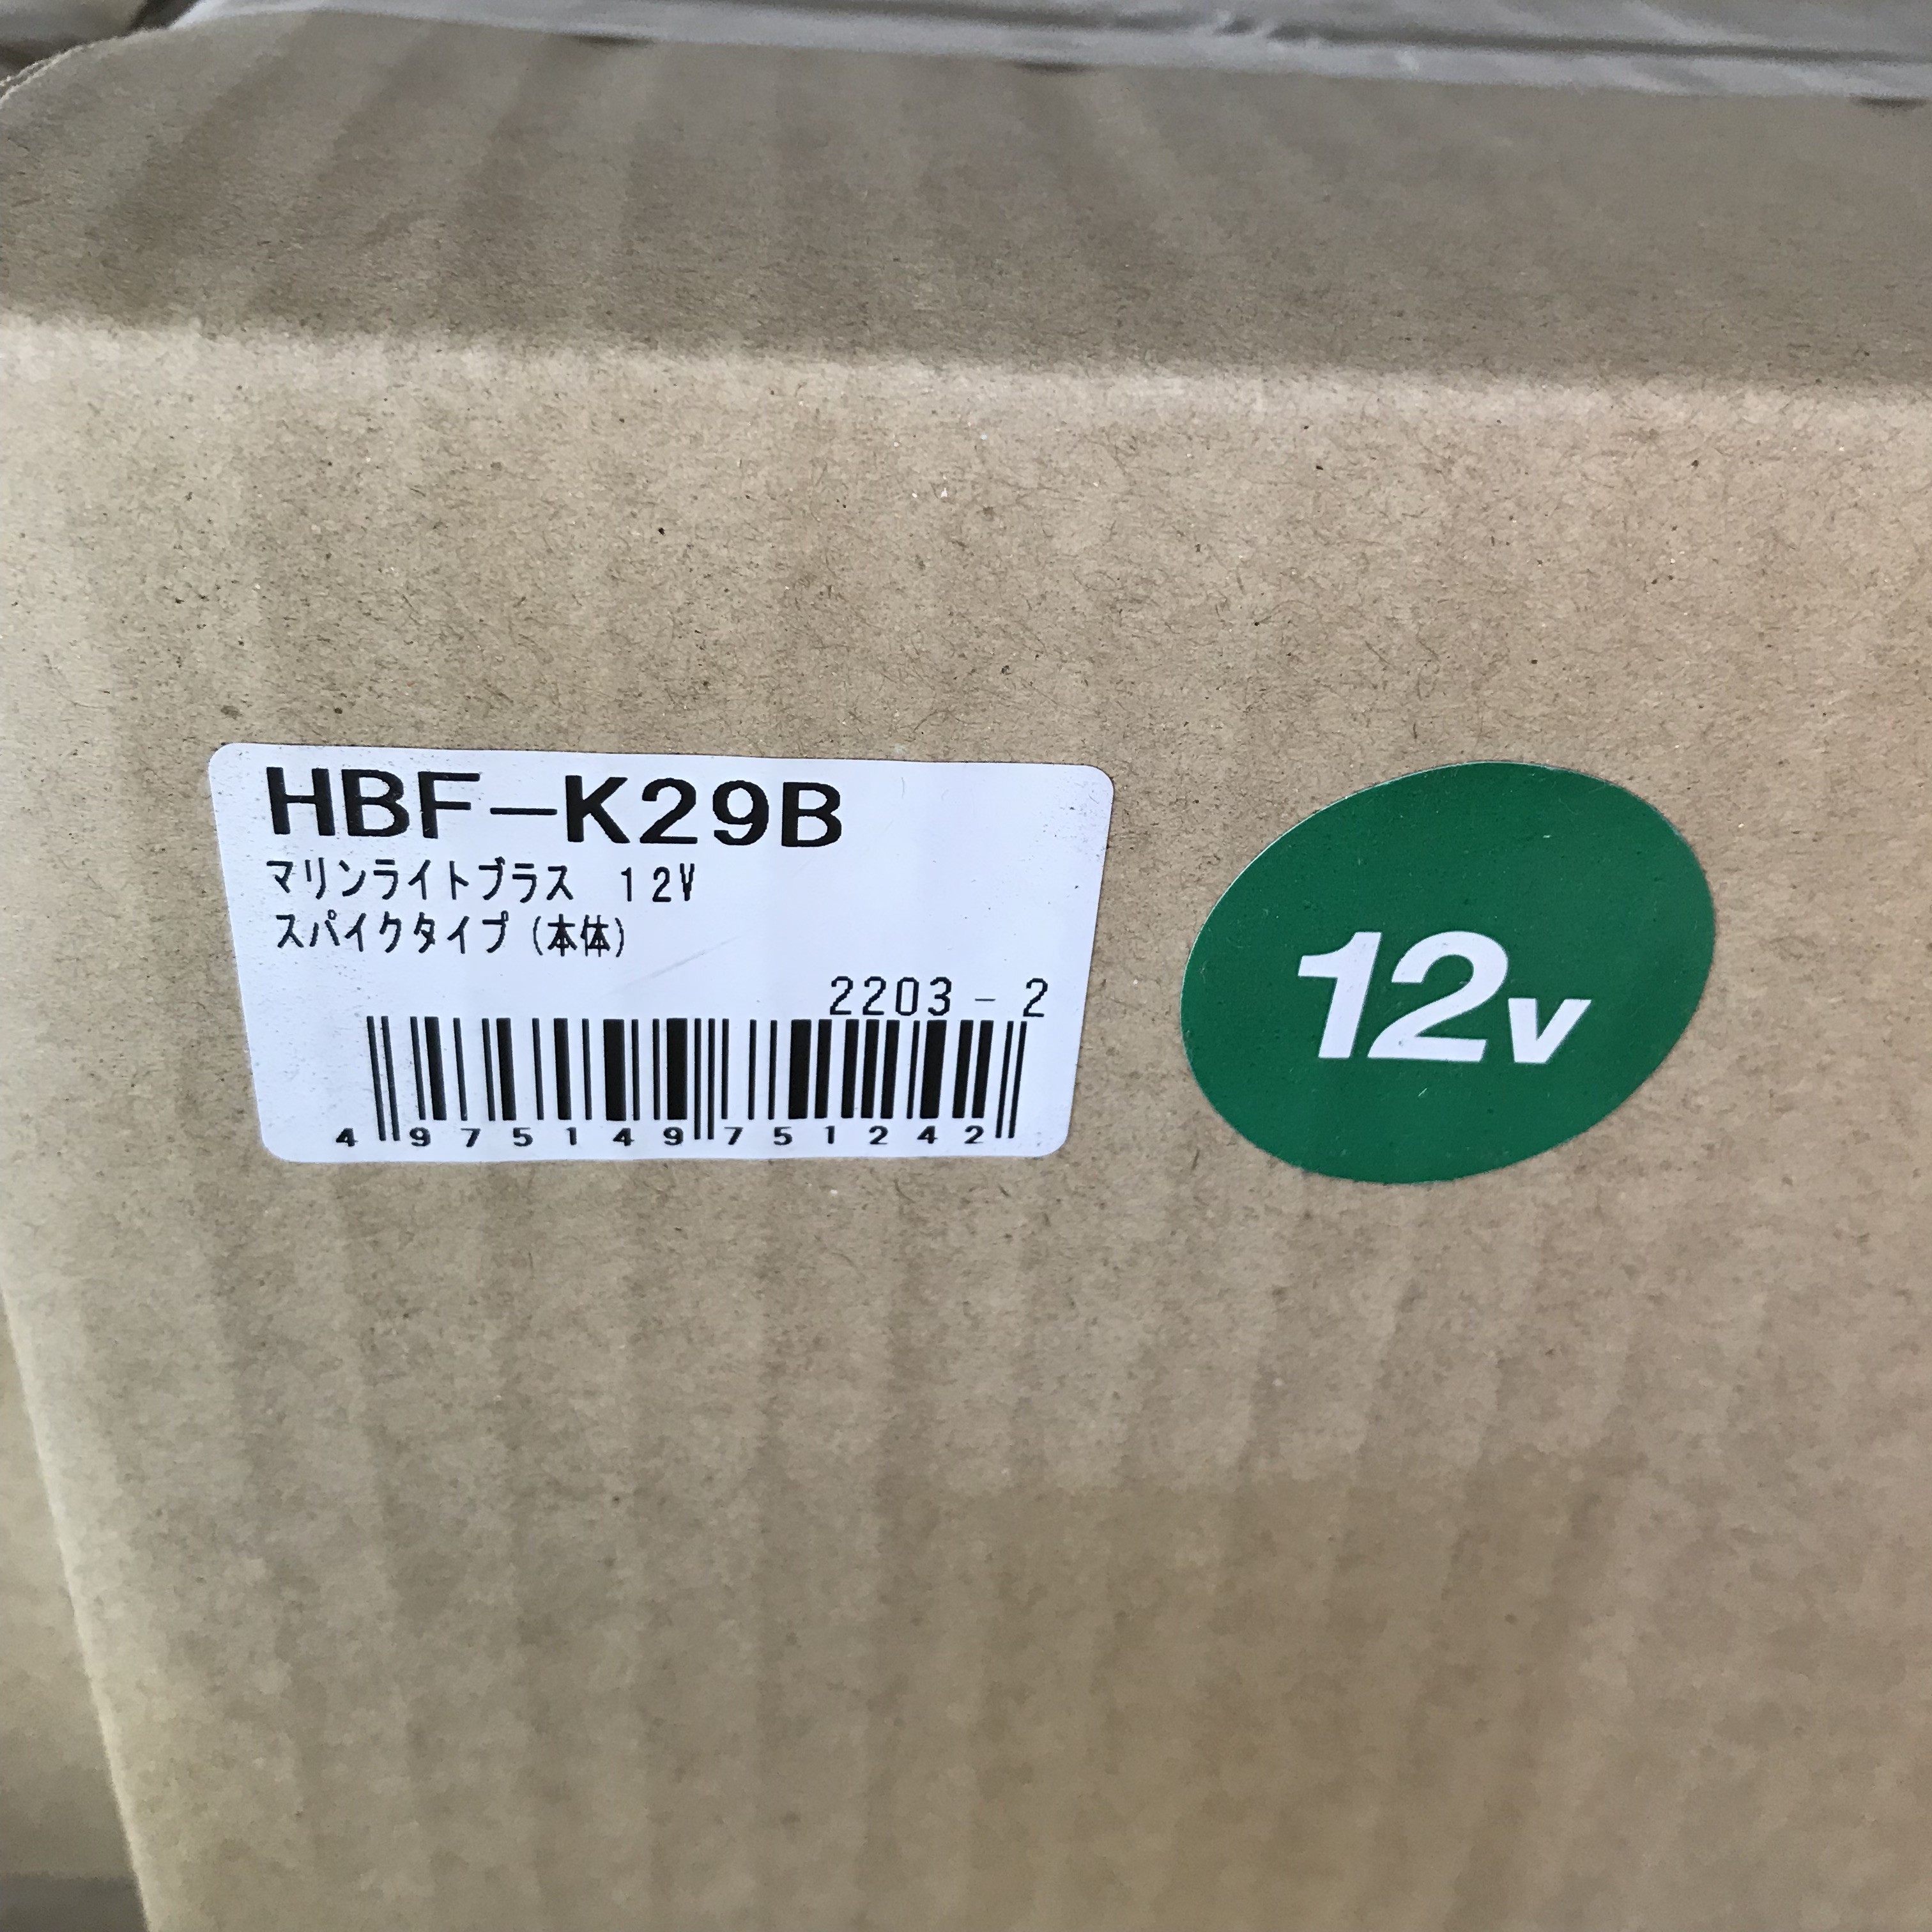 HBF-K29B
マリンライトブラス 12V
スパイクタイプ (本体)
2203 - 2
4 975149 751242
12v